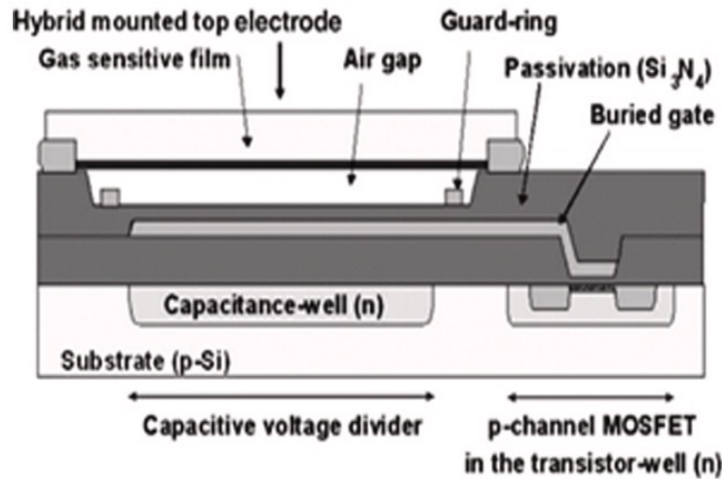 Hybrid mounted top electrode
Guard-ring
Gas sensitive film
Air gap
Passivation (Si₃N₄)
Buried gate
Capacitance-well (n)
Substrate (p-Si)
Capacitive voltage divider
p-channel MOSFET
in the transistor-well (n)